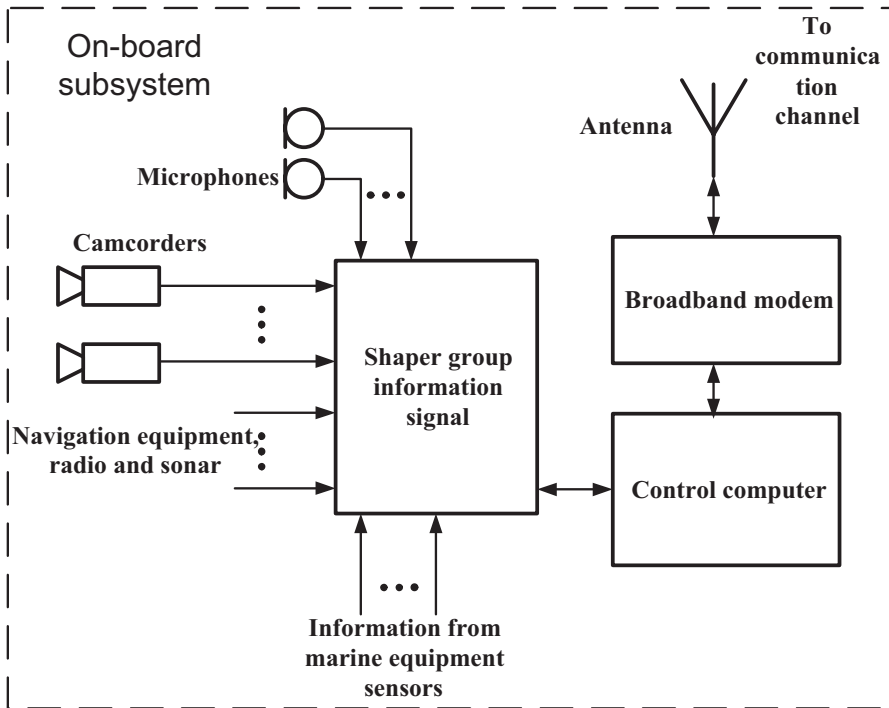 On-board
subsystem
To
communica
tion
channel
Antenna
Microphones
Camcorders
Broadband modem
Shaper group
information
signal
Navigation equipment,
radio and sonar
Control computer
Information from
marine equipment
sensors